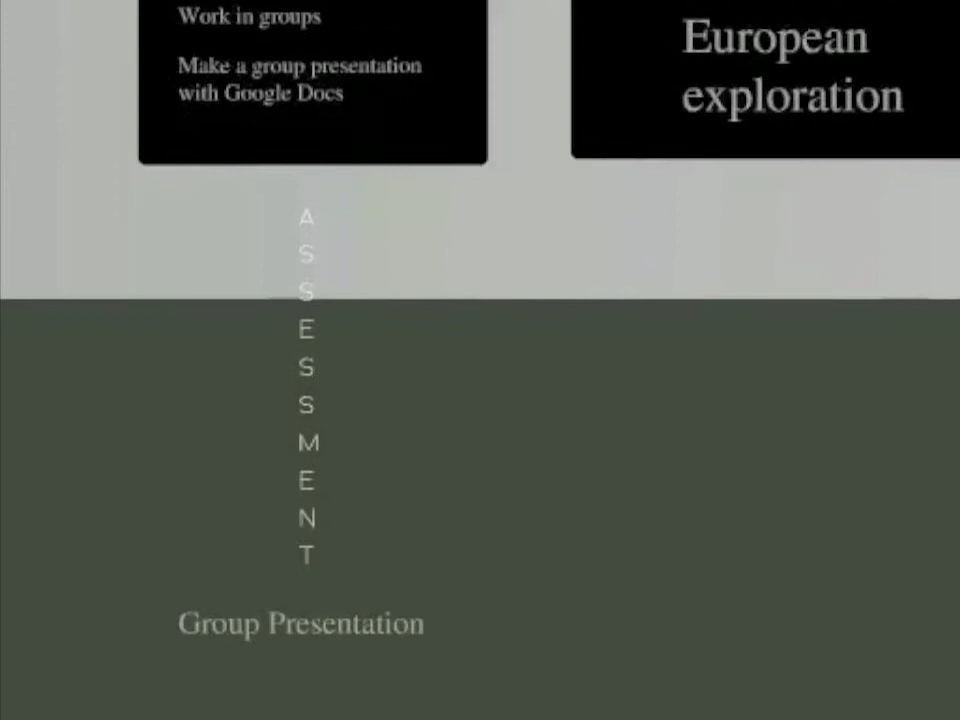 Work in groups
Make a group presentation
with Google Docs
European
exploration
A
S
S
E
S
S
M
E
N
T
Group Presentation